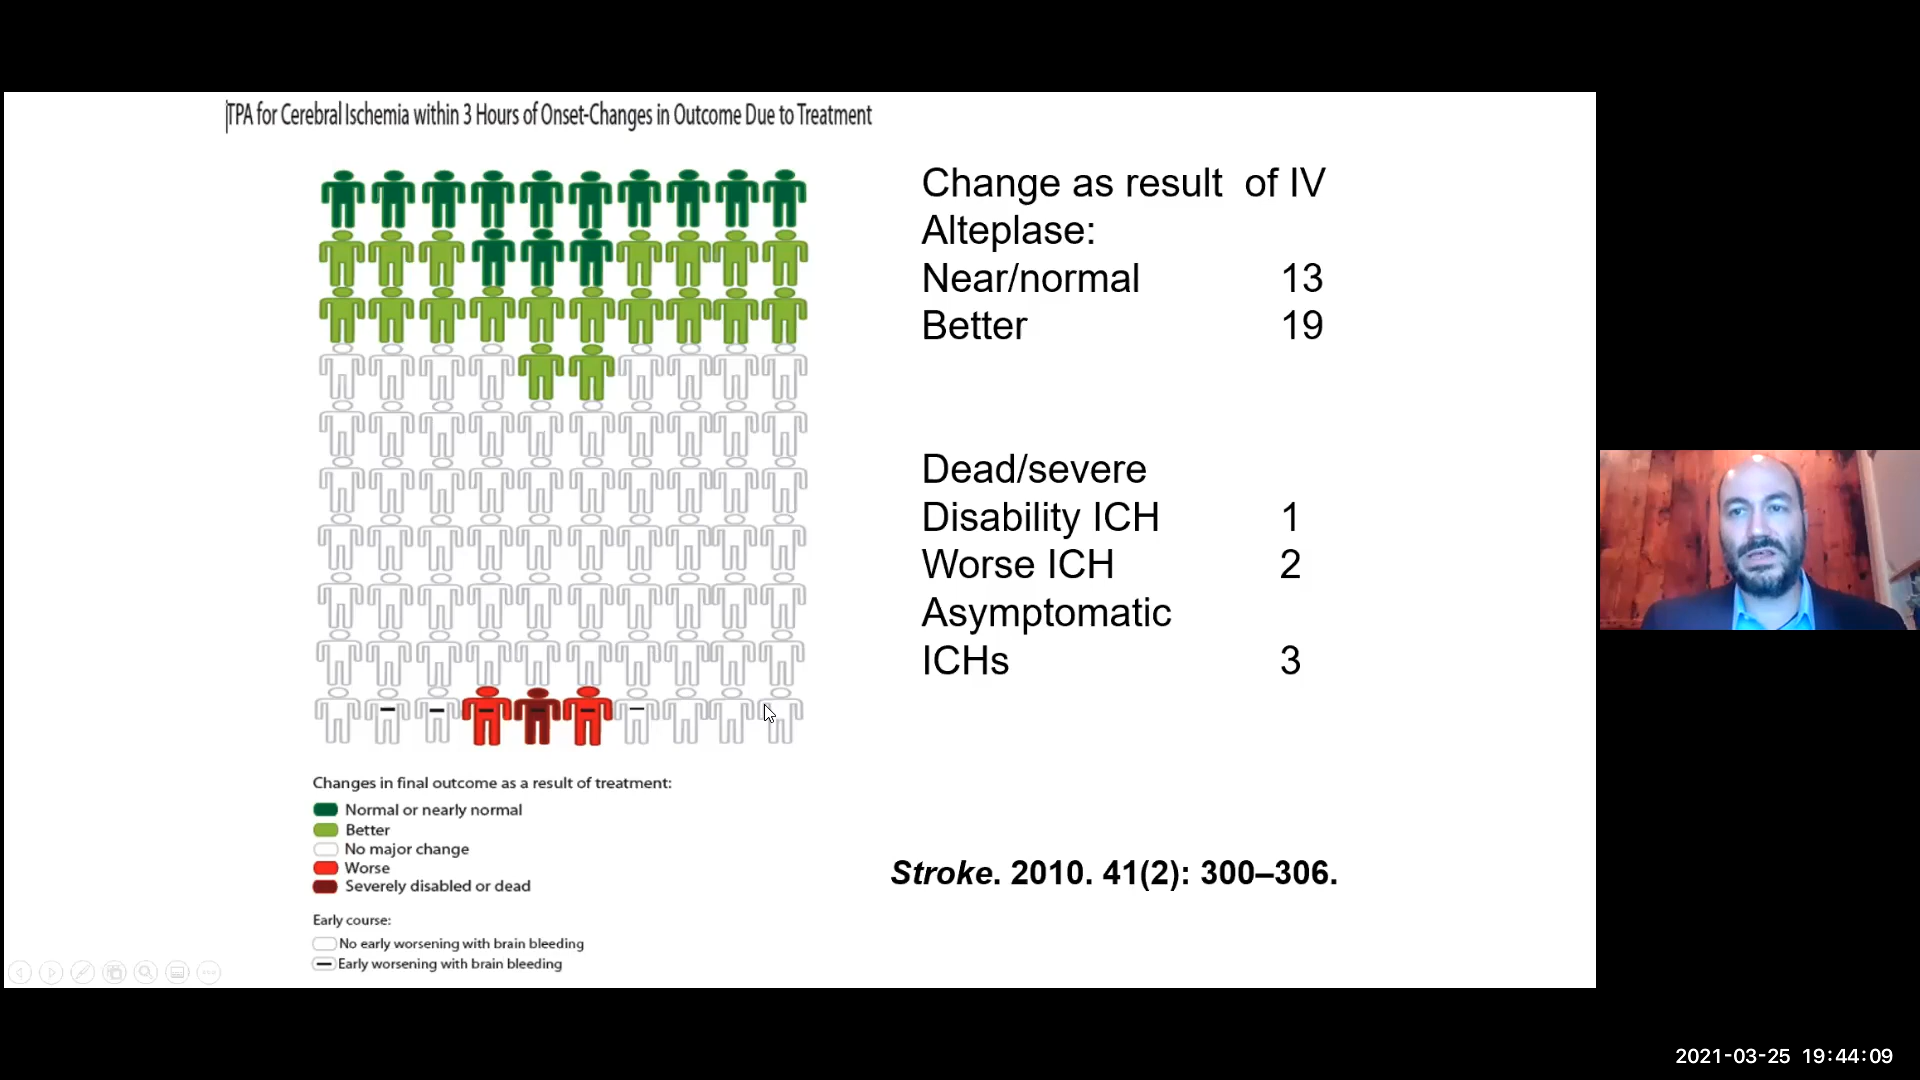 TPA for Cerebral Ischemia within 3 Hours of Onset-Changes in Outcome Due to Treatment
Change as result of IV
Alteplase:
Near/normal 13
Better 19
Dead/severe
Disability ICH 1
Worse ICH 2
Asymptomatic
ICHs 3
Changes in final outcome as a result of treatment:
Normal or nearly normal
Better
No major change
Worse
Severely disabled or dead
Early course:
No early worsening with brain bleeding
Early worsening with brain bleeding
Stroke. 2010. 41(2): 300–306.
2021-03-25 19:44:09